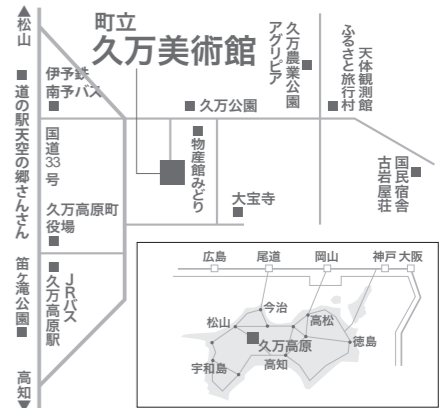 ▲松山
町立
久万美術館
伊予鉄
南予バス
道の駅天空の郷さんさん
国道33号
久万高原町
役場
JRバス
久万高原駅
笛ヶ滝公園
高知▼
久万公園
物産館みどり
大宝寺
久万農業公園
アグリピア
天体観測館
ふるさと旅行村
国民宿舎
古岩屋荘
広島
尾道
岡山
神戸
大阪
今治
松山
高松
久万高原
徳島
宇和島
高知